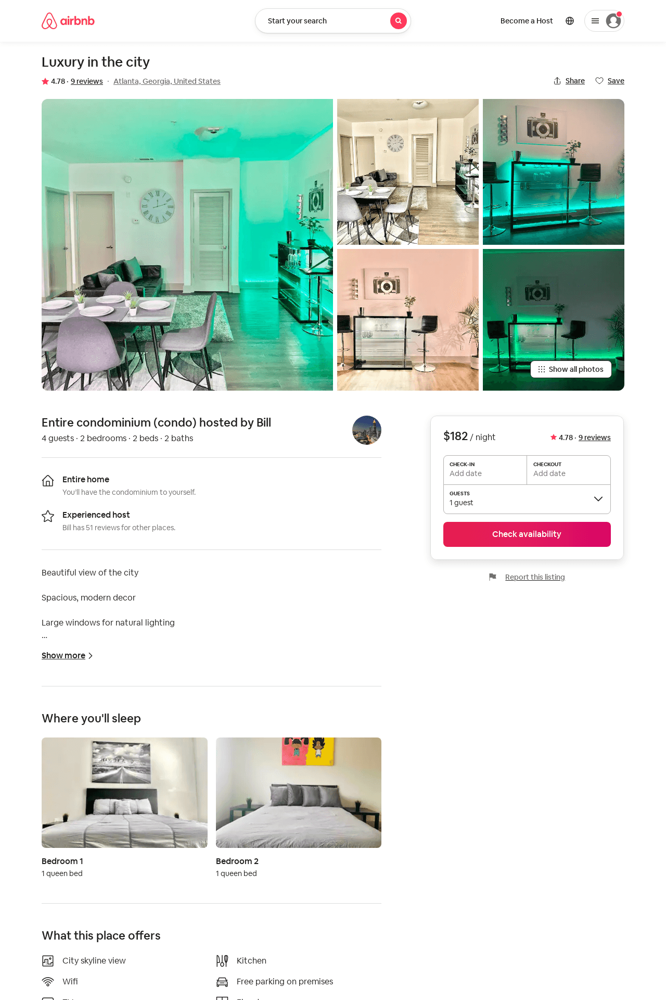 airbnb
Start your search
Become a Host
Luxury in the city
4.78 · 9 reviews · Atlanta, Georgia, United States
Share
Save
Show all photos
Entire condominium (condo) hosted by Bill
4 guests · 2 bedrooms · 2 beds · 2 baths
Entire home
You’ll have the condominium to yourself.
Experienced host
Bill has 51 reviews for other places.
Beautiful view of the city
Spacious, modern decor
Large windows for natural lighting
...
Show more
$182 / night
4.78 · 9 reviews
CHECK-IN
Add date
CHECKOUT
Add date
GUESTS
1 guest
Check availability
Report this listing
Where you'll sleep
Bedroom 1
1 queen bed
Bedroom 2
1 queen bed
What this place offers
City skyline view
Kitchen
Wifi
Free parking on premises